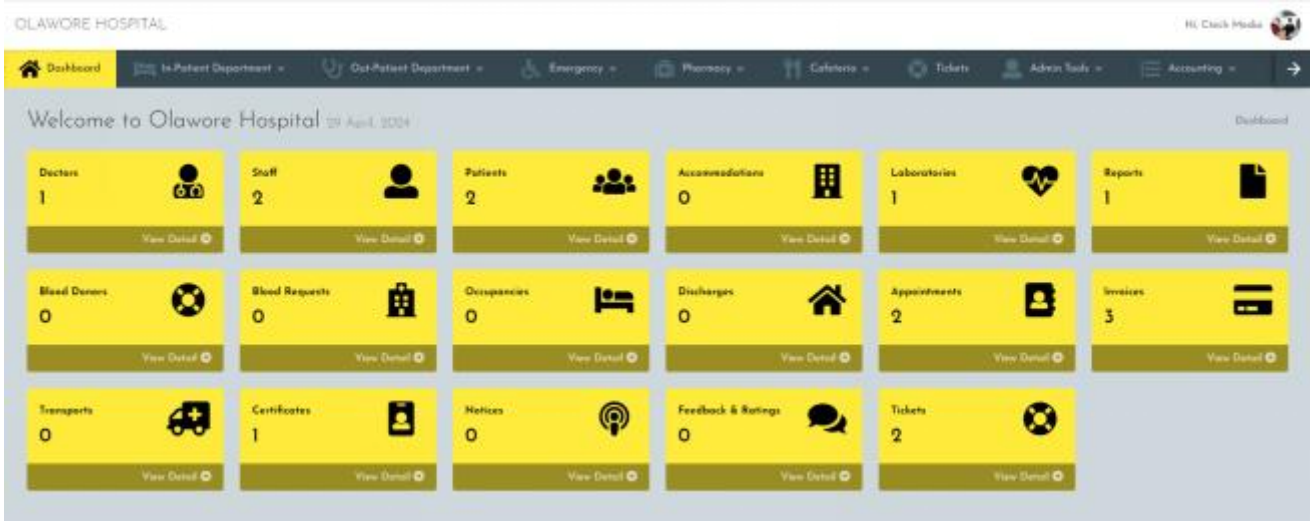 OLAWORE HOSPITAL
Hi, Check Media
Dashboard In-Patient Department Out-Patient Department Emergency Pharmacy Cafeteria Tickets Admin Tools Accounting
Welcome to Olawore Hospital 29 April, 2024
Dashboard
Doctors Staff Patients Accommodations Laboratories Reports
1 2 2 0 1 1
View Detail View Detail View Detail View Detail View Detail View Detail
Blood Donors Blood Requests Occupancies Discharges Appointments Invoices
0 0 0 0 2 3
View Detail View Detail View Detail View Detail View Detail View Detail
Transports Certificates Notices Feedback & Ratings Tickets
0 1 0 0 2
View Detail View Detail View Detail View Detail View Detail